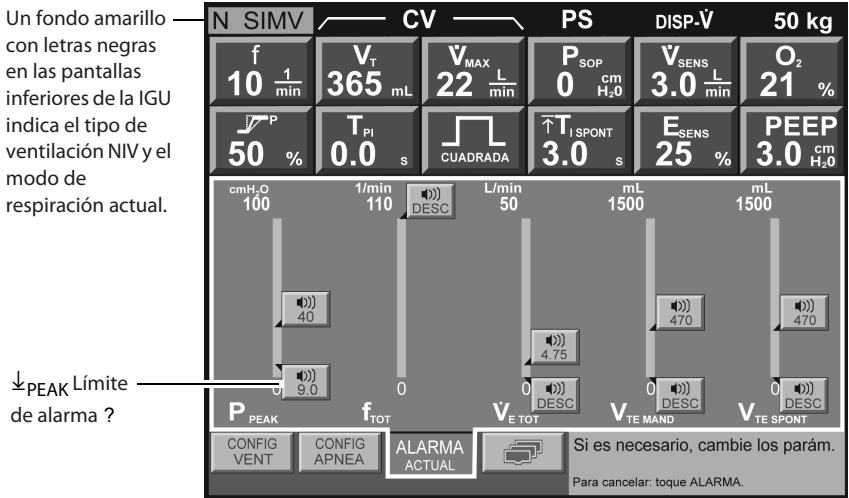 Un fondo amarillo
con letras negras
en las pantallas
inferiores de la IGU
indica el tipo de
ventilación NIV y el
modo de
respiración actual.
N SIMV CV PS DISP-V̇ 50 kg
f VT V̇MAX PSOP V̇SENS O2
10 1/min 365 mL 22 L/min 0 cm H20 3.0 L/min 21 %
P TPI TI SPONT ESENS PEEP
50 % 0.0 s CUADRADA 3.0 s 25 % 3.0 cm H20
cmH2O 1/min L/min mL mL
100 110 50 1500 1500
DESC
40 470 470
4.75
9.0 DESC DESC DESC
0 0 0 0 0
PPEAK fTOT V̇E TOT VTE MAND VTE SPONT
↓PEAK Límite
de alarma ?
CONFIG VENT
CONFIG APNEA
ALARMA ACTUAL
Si es necesario, cambie los parám.
Para cancelar: toque ALARMA.